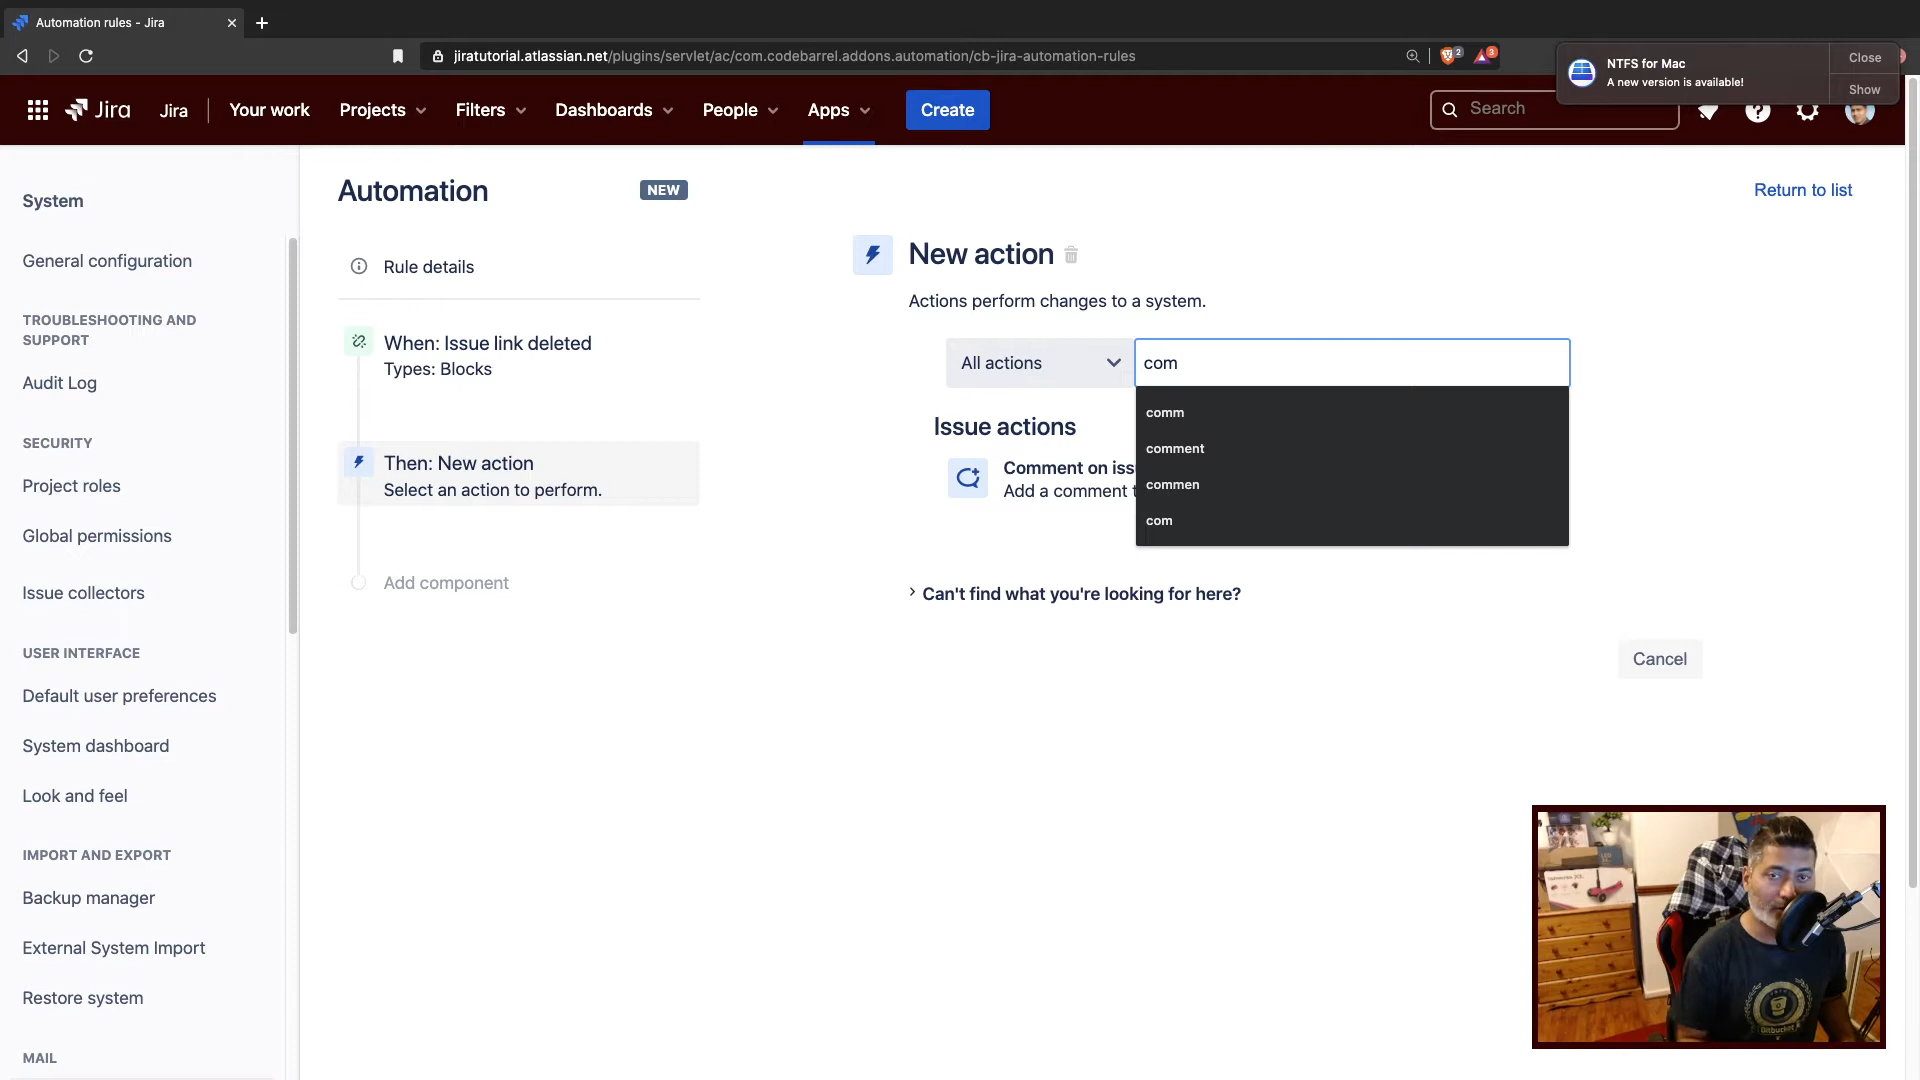 Automation rules - Jira
jiratutorial.atlassian.net/plugins/servlet/ac/com.codebarrel.addons.automation/cb-jira-automation-rules
2
3
NTFS for Mac
A new version is available!
Close
Show
Jira
Jira
Your work
Projects
Filters
Dashboards
People
Apps
Create
Search
System
General configuration
TROUBLESHOOTING AND
SUPPORT
Audit Log
SECURITY
Project roles
Global permissions
Issue collectors
USER INTERFACE
Default user preferences
System dashboard
Look and feel
IMPORT AND EXPORT
Backup manager
External System Import
Restore system
MAIL
Automation
NEW
Return to list
Rule details
When: Issue link deleted
Types: Blocks
Then: New action
Select an action to perform.
Add component
New action
Actions perform changes to a system.
All actions
com
comm
comment
commen
com
Issue actions
Comment on iss
Add a comment t
Can't find what you're looking for here?
Cancel
Bitbucket